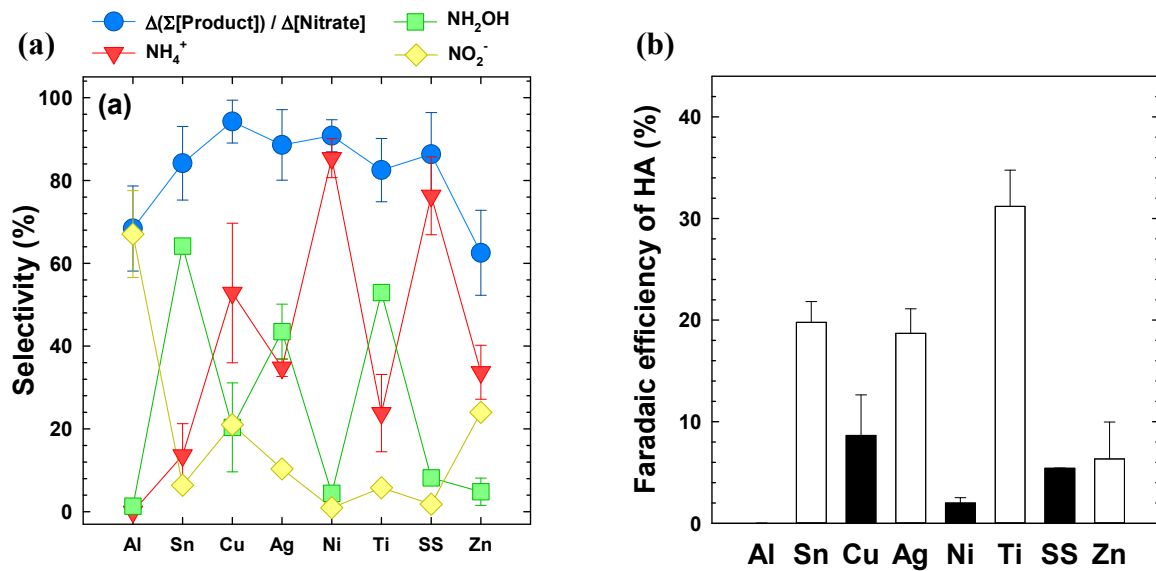 (a)
Δ(Σ[Product]) / Δ[Nitrate]
NH₂OH
NH₄⁺
NO₂⁻
(a)
Selectivity (%)
100
80
60
40
20
0
Al Sn Cu Ag Ni Ti SS Zn
(b)
Faradaic efficiency of HA (%)
40
30
20
10
0
Al Sn Cu Ag Ni Ti SS Zn